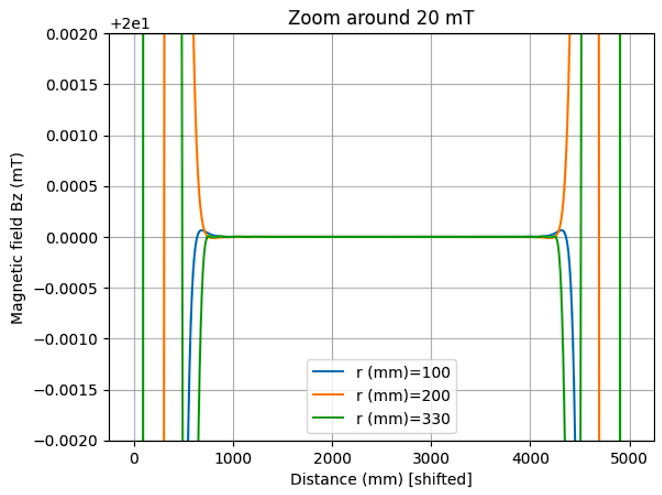 Zoom around 20 mT
+2e1
0.0020
0.0015
0.0010
0.0005
0.0000
−0.0005
−0.0010
−0.0015
−0.0020
Magnetic field Bz (mT)
r (mm)=100
r (mm)=200
r (mm)=330
0 1000 2000 3000 4000 5000
Distance (mm) [shifted]